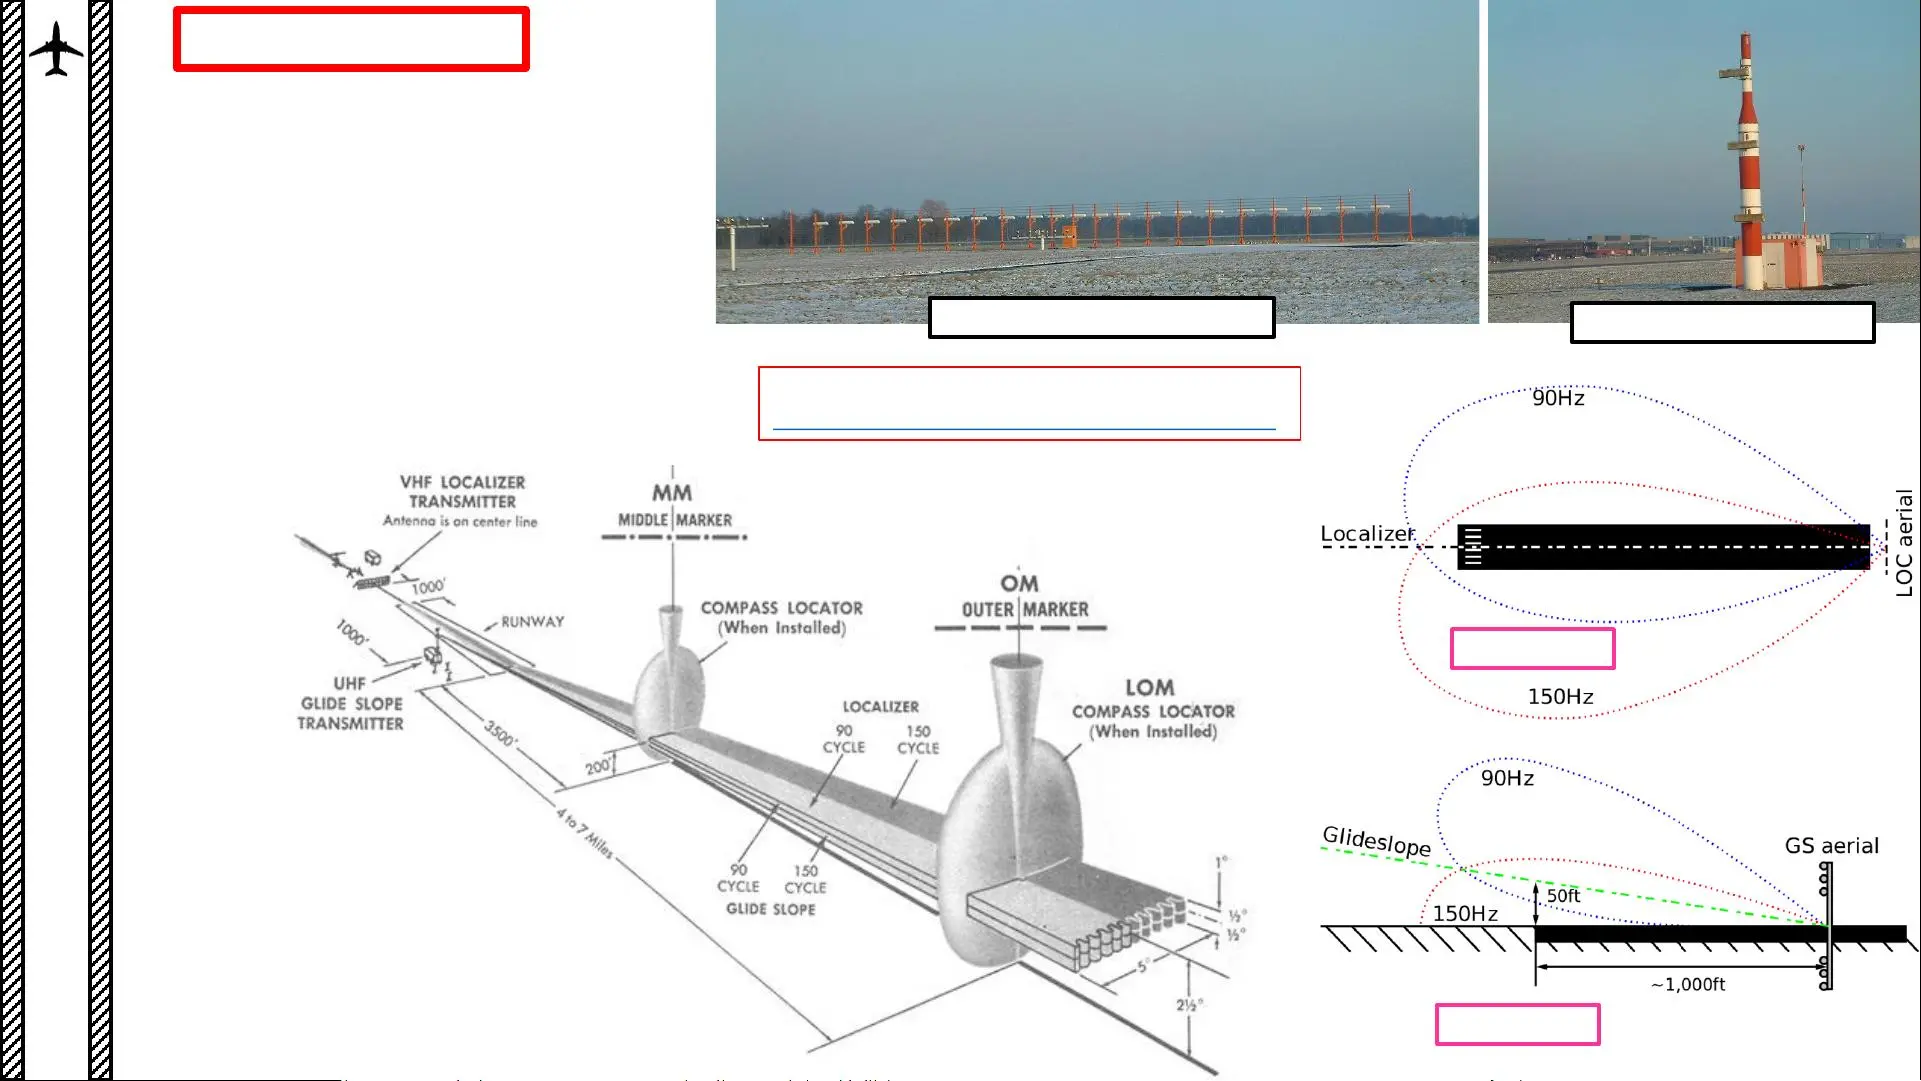 90Hz
Localizer
LOC aerial
150Hz
VHF LOCALIZER
TRANSMITTER
Antenna is on center line
MM
MIDDLE MARKER
1000'
RUNWAY
1000'
COMPASS LOCATOR
(When Installed)
OM
OUTER MARKER
UHF
GLIDE SLOPE
TRANSMITTER
3500'
200'
LOCALIZER
90
CYCLE
150
CYCLE
LOM
COMPASS LOCATOR
(When Installed)
4 to 7 Miles
90
CYCLE
150
CYCLE
GLIDE SLOPE
1°
½°
½°
5°
2½°
90Hz
Glideslope
GS aerial
50ft
150Hz
~1,000ft